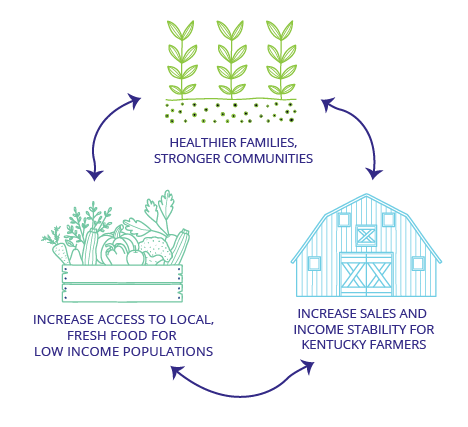 HEALTHIER FAMILIES,
STRONGER COMMUNITIES
INCREASE ACCESS TO LOCAL,
FRESH FOOD FOR
LOW INCOME POPULATIONS
INCREASE SALES AND
INCOME STABILITY FOR
KENTUCKY FARMERS